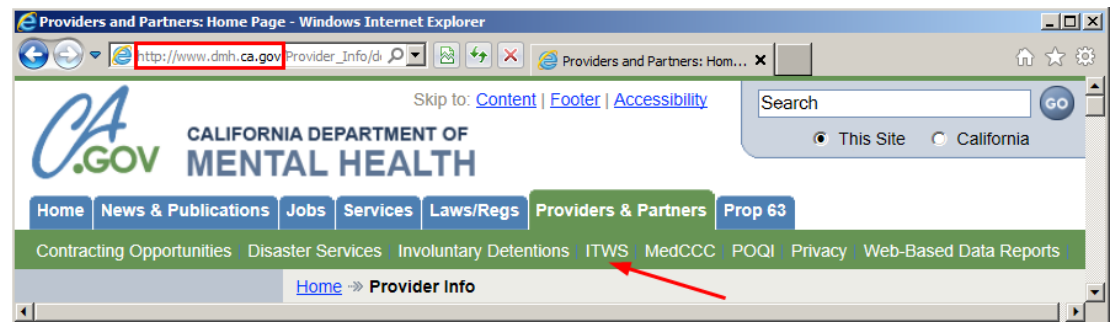 Providers and Partners: Home Page - Windows Internet Explorer
http://www.dmh.ca.gov/Provider_Info/d
Providers and Partners: Hom...
Skip to: Content | Footer | Accessibility
Search
GO
CA.GOV
CALIFORNIA DEPARTMENT OF
MENTAL HEALTH
This Site
California
Home News & Publications Jobs Services Laws/Regs Providers & Partners Prop 63
Contracting Opportunities | Disaster Services | Involuntary Detentions | ITWS | MedCCC | POQI | Privacy | Web-Based Data Reports
Home Provider Info